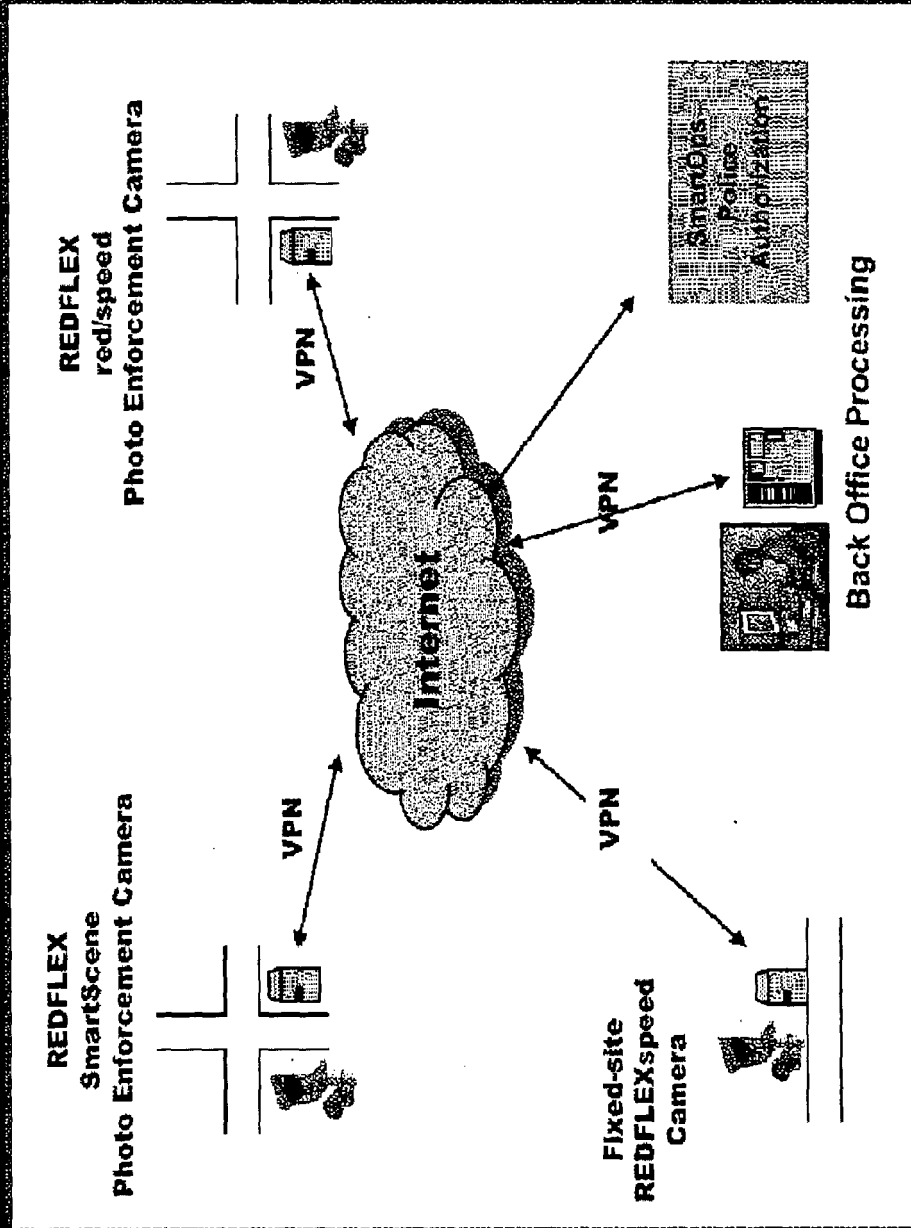 REDFLEX
SmartScene
Photo Enforcement Camera
REDFLEX
red/speed
Photo Enforcement Camera
VPN
VPN
Internet
VPN
VPN
Fixed-site
REDFLEXspeed
Camera
SmartOps
Police
Authorization
Back Office Processing